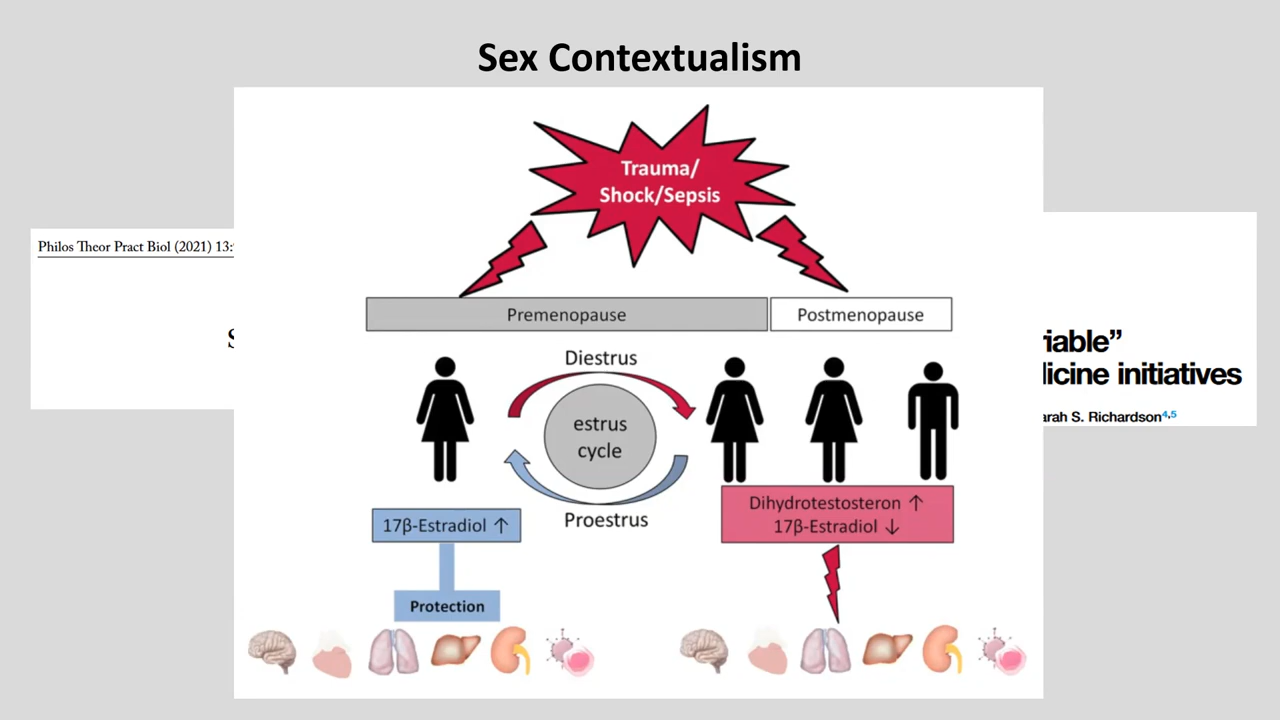 Sex Contextualism
Trauma/
Shock/Sepsis
Philos Theor Pract Biol (2021)
Premenopause
Postmenopause
Diestrus
estrus
cycle
Proestrus
17β-Estradiol ↑
Protection
Dihydrotestosteron ↑
17β-Estradiol ↓
iable”
licine initiatives
arah S. Richardson4,5